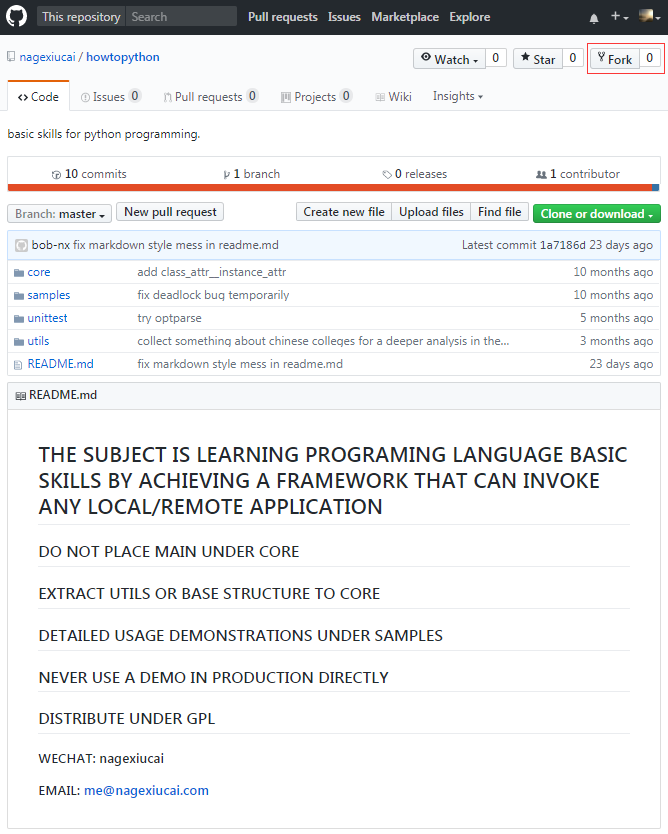 This repository Search Pull requests Issues Marketplace Explore
nagexiucai / howtopython Watch 0 Star 0 Fork 0
Code Issues 0 Pull requests 0 Projects 0 Wiki Insights
basic skills for python programming.
10 commits 1 branch 0 releases 1 contributor
Branch: master New pull request Create new file Upload files Find file Clone or download
bob-nx fix markdown style mess in readme.md Latest commit 1a7186d 23 days ago
core add class_attr__instance_attr 10 months ago
samples fix deadlock bug temporarily 10 months ago
unittest try optparse 5 months ago
utils collect something about chinese colleges for a deeper analysis in the... 3 months ago
README.md fix markdown style mess in readme.md 23 days ago
README.md
THE SUBJECT IS LEARNING PROGRAMING LANGUAGE BASIC
SKILLS BY ACHIEVING A FRAMEWORK THAT CAN INVOKE
ANY LOCAL/REMOTE APPLICATION
DO NOT PLACE MAIN UNDER CORE
EXTRACT UTILS OR BASE STRUCTURE TO CORE
DETAILED USAGE DEMONSTRATIONS UNDER SAMPLES
NEVER USE A DEMO IN PRODUCTION DIRECTLY
DISTRIBUTE UNDER GPL
WECHAT: nagexiucai
EMAIL: me@nagexiucai.com